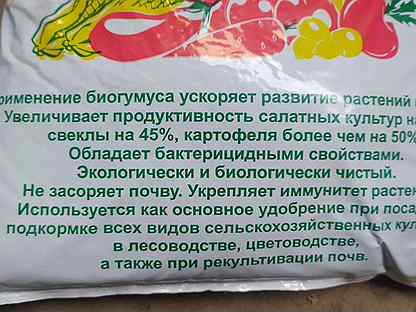 рименение биогумуса ускоряет развитие растений
Увеличивает продуктивность салатных культур на
свеклы на 45%, картофеля более чем на 50%
Обладает бактерицидными свойствами.
Экологически и биологически чистый.
Не засоряет почву. Укрепляет иммунитет расте
Используется как основное удобрение при поса
подкормке всех видов сельскохозяйственных кул
в лесоводстве, цветоводстве,
а также при рекультивации почв.